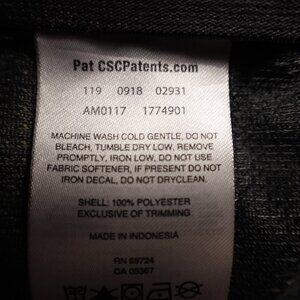 Pat CSCPatents.com
119 0918 02931
AM0117 1774901
MACHINE WASH COLD GENTLE, DO NOT
BLEACH, TUMBLE DRY LOW, REMOVE
PROMPTLY, IRON LOW, DO NOT USE
FABRIC SOFTENER, IF PRESENT DO NOT
IRON DECAL, DO NOT DRYCLEAN.
SHELL: 100% POLYESTER
EXCLUSIVE OF TRIMMING
MADE IN INDONESIA
RN 69724
CA 05367